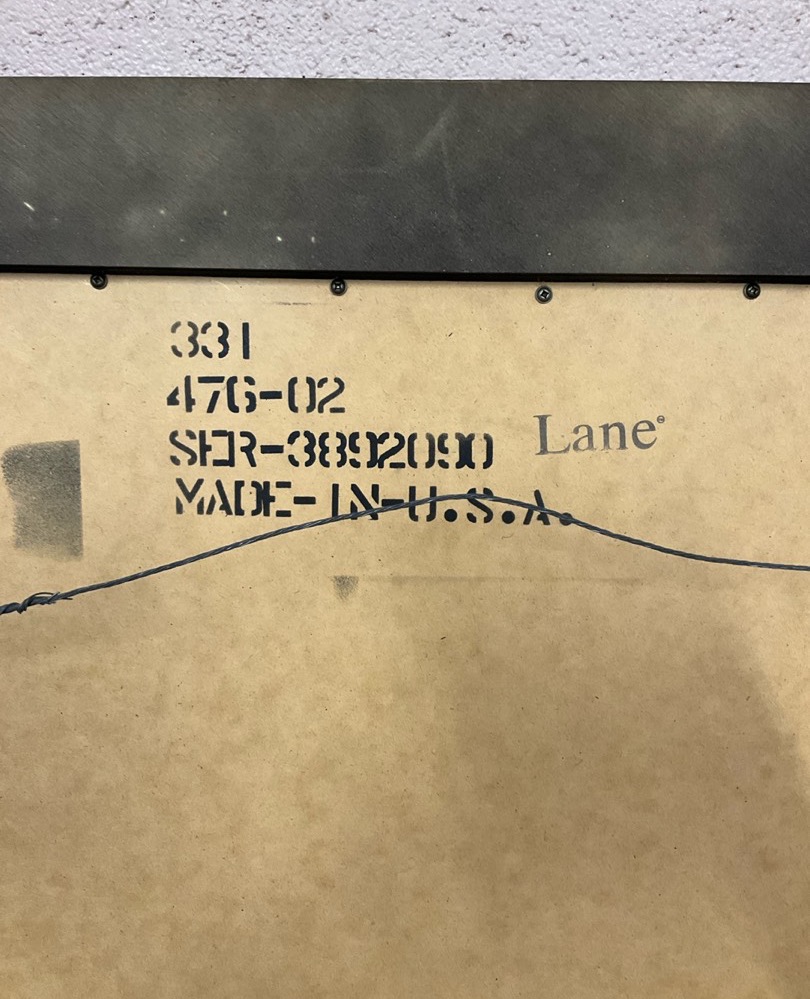 331
476-02
SER-3892090
Lane®
MADE-IN-U.S.A.